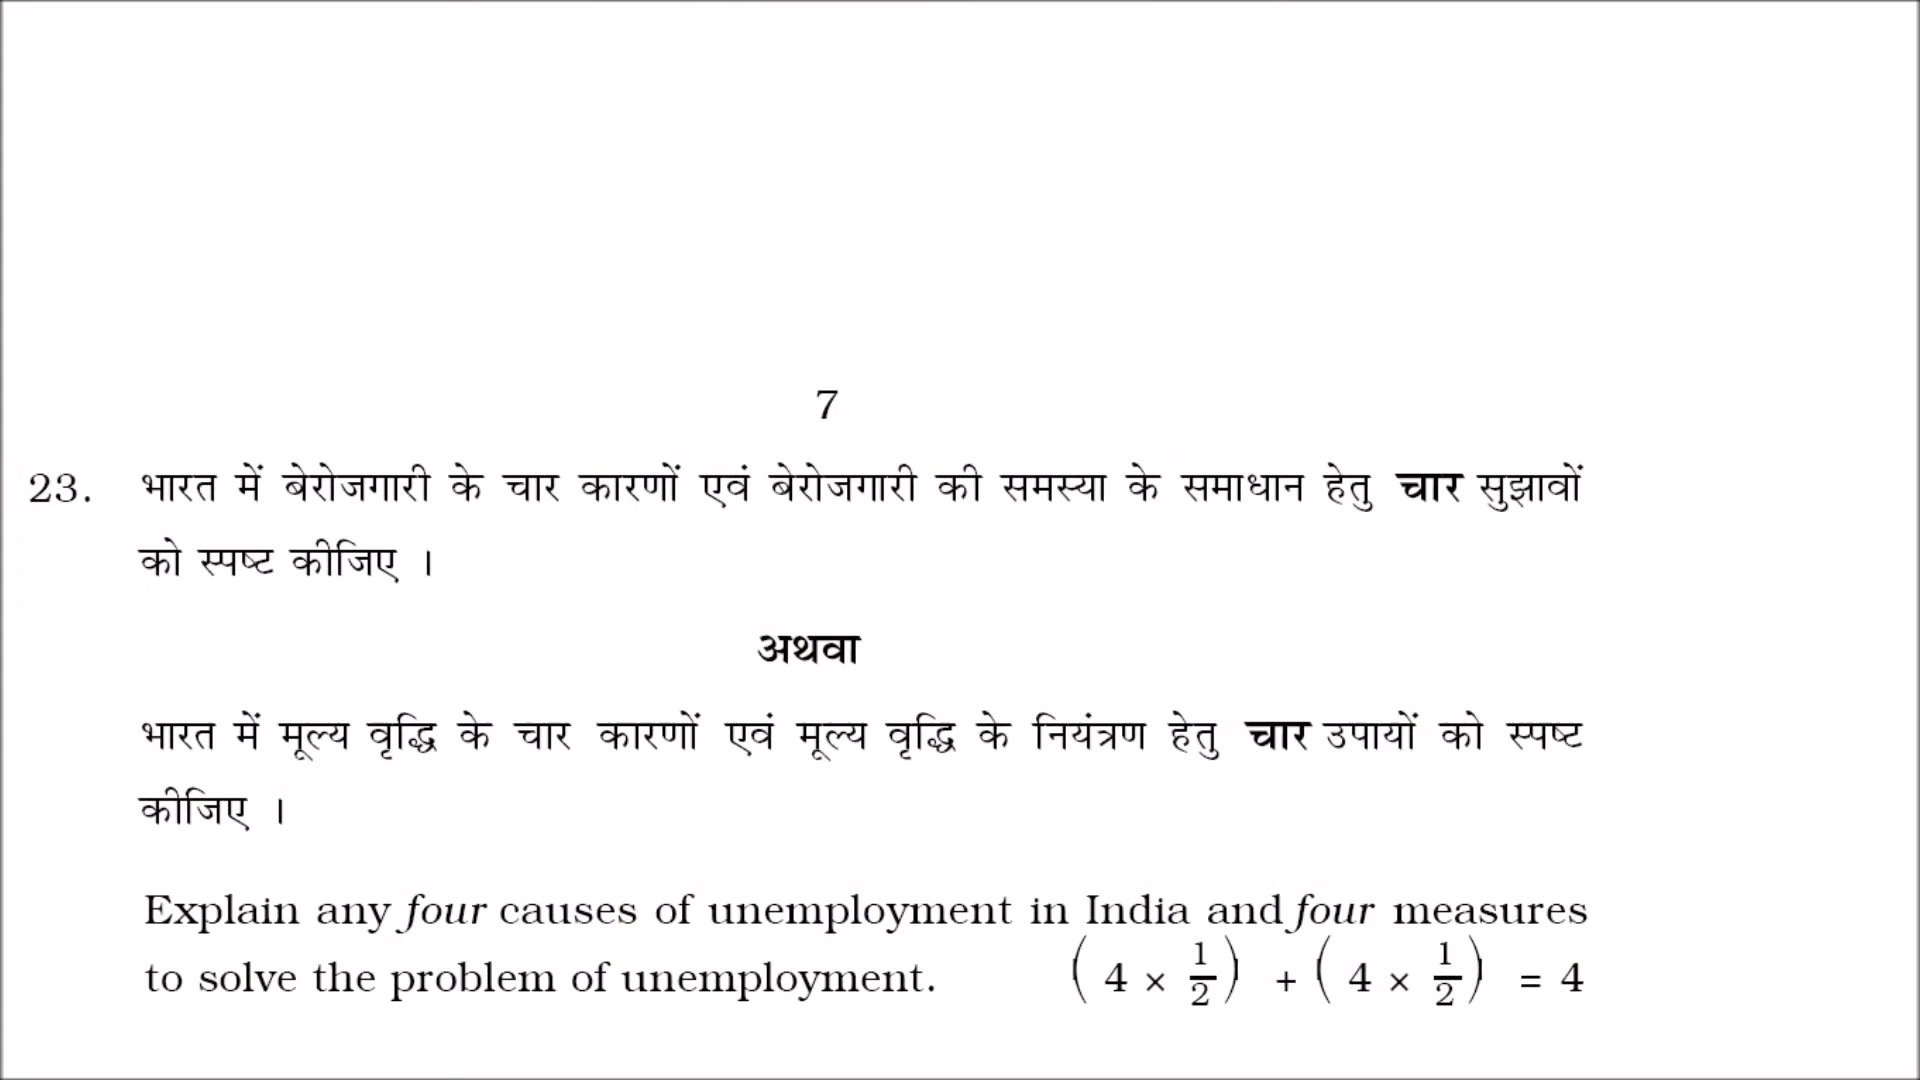 7
23. भारत में बेरोजगारी के चार कारणों एवं बेरोजगारी की समस्या के समाधान हेतु चार सुझावों
को स्पष्ट कीजिए ।
अथवा
भारत में मूल्य वृद्धि के चार कारणों एवं मूल्य वृद्धि के नियंत्रण हेतु चार उपायों को स्पष्ट
कीजिए ।
Explain any four causes of unemployment in India and four measures
to solve the problem of unemployment. ( 4 × 1/2 ) + ( 4 × 1/2 ) = 4